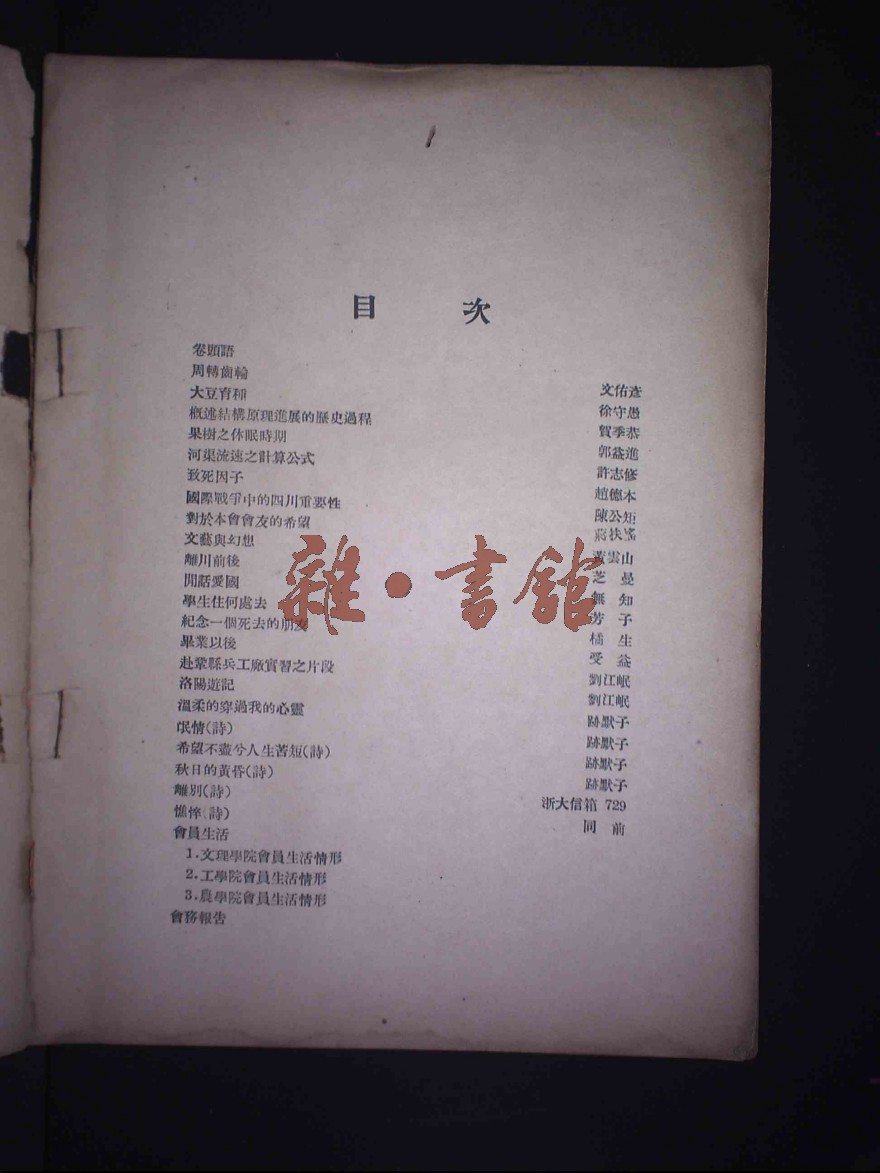 目次
卷頭語
周轉齒輪 文佑彥
大豆育種 徐守愚
概述結構原理進展的歷史過程 賀季恭
果樹之休眠時期 郭益進
河渠流速之計算公式 許志修
致死因子 趙德本
國際戰爭中的四川重要性 陳公矩
對於本會會友的希望 蔣扶搖
文藝與幻想 黃雲山
離川前後 芝曼
閒話愛國 無知
學生住何處去 芳子
紀念一個死去的朋友 橘生
畢業以後 受益
赴鞏縣兵工廠實習之片段 劉江岷
洛陽遊記 劉江岷
溫柔的穿過我的心靈 跡默子
氓情(詩) 跡默子
希望不盡兮人生苦短(詩) 跡默子
秋日的黃昏(詩) 跡默子
離別(詩) 浙大信箱 729
憔悴(詩) 同前
會員生活
1.文理學院會員生活情形
2.工學院會員生活情形
3.農學院會員生活情形
會務報告
雜·書館